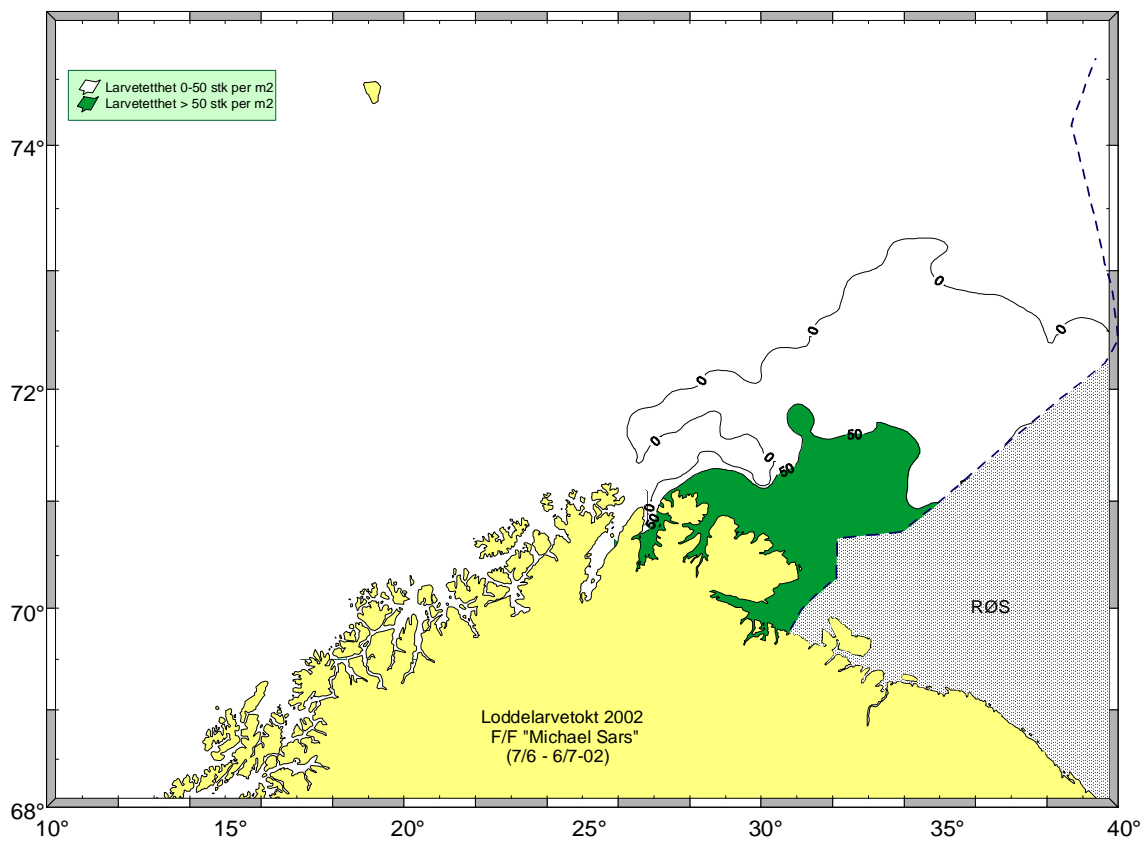 Larvetetthet 0-50 stk per m2
Larvetetthet > 50 stk per m2
74°
72°
70°
68°
0
0
0
0
0
0
0
50
50
50
RØS
Loddelarvetokt 2002
F/F "Michael Sars"
(7/6 - 6/7-02)
10° 15° 20° 25° 30° 35° 40°